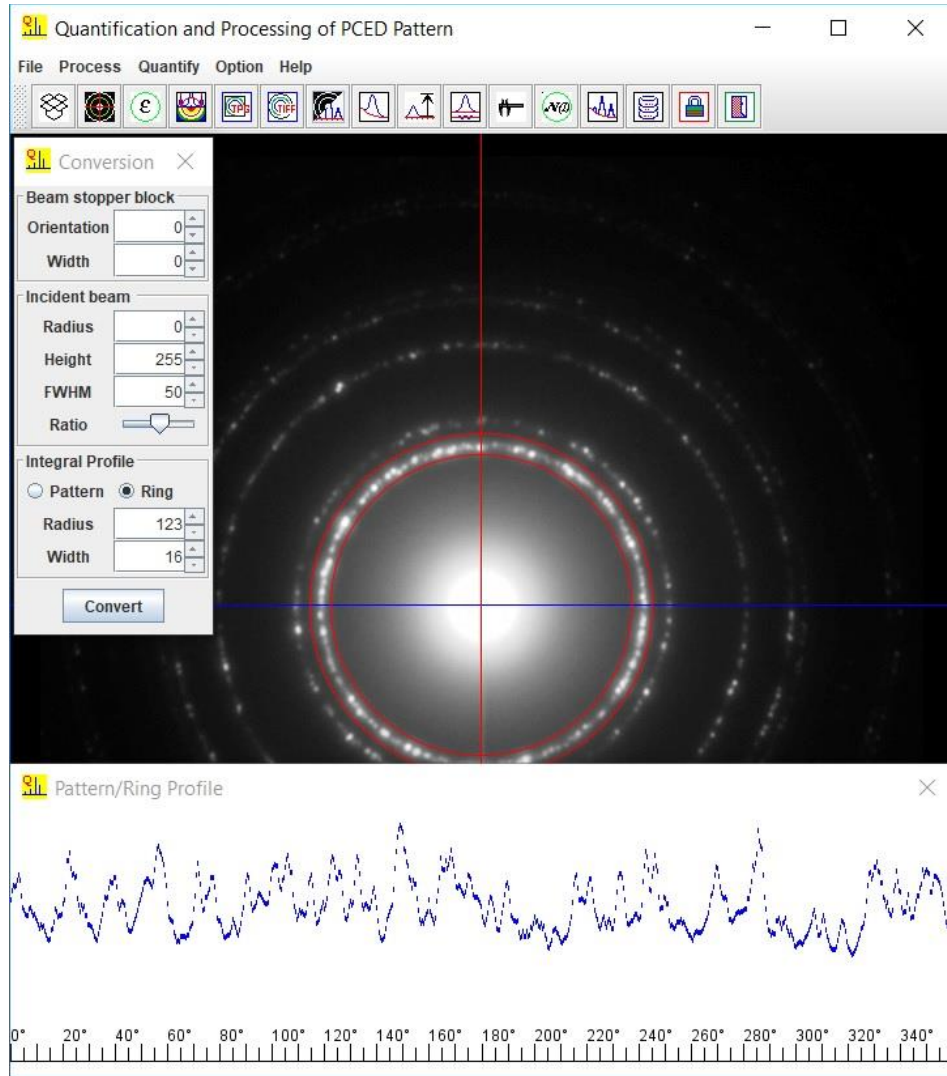 Quantification and Processing of PCED Pattern
File Process Quantify Option Help
ε TPG TIFF
Conversion
Beam stopper block
Orientation 0
Width 0
Incident beam
Radius 0
Height 255
FWHM 50
Ratio
Integral Profile
Pattern Ring
Radius 123
Width 16
Convert
Pattern/Ring Profile
0° 20° 40° 60° 80° 100° 120° 140° 160° 180° 200° 220° 240° 260° 280° 300° 320° 340°